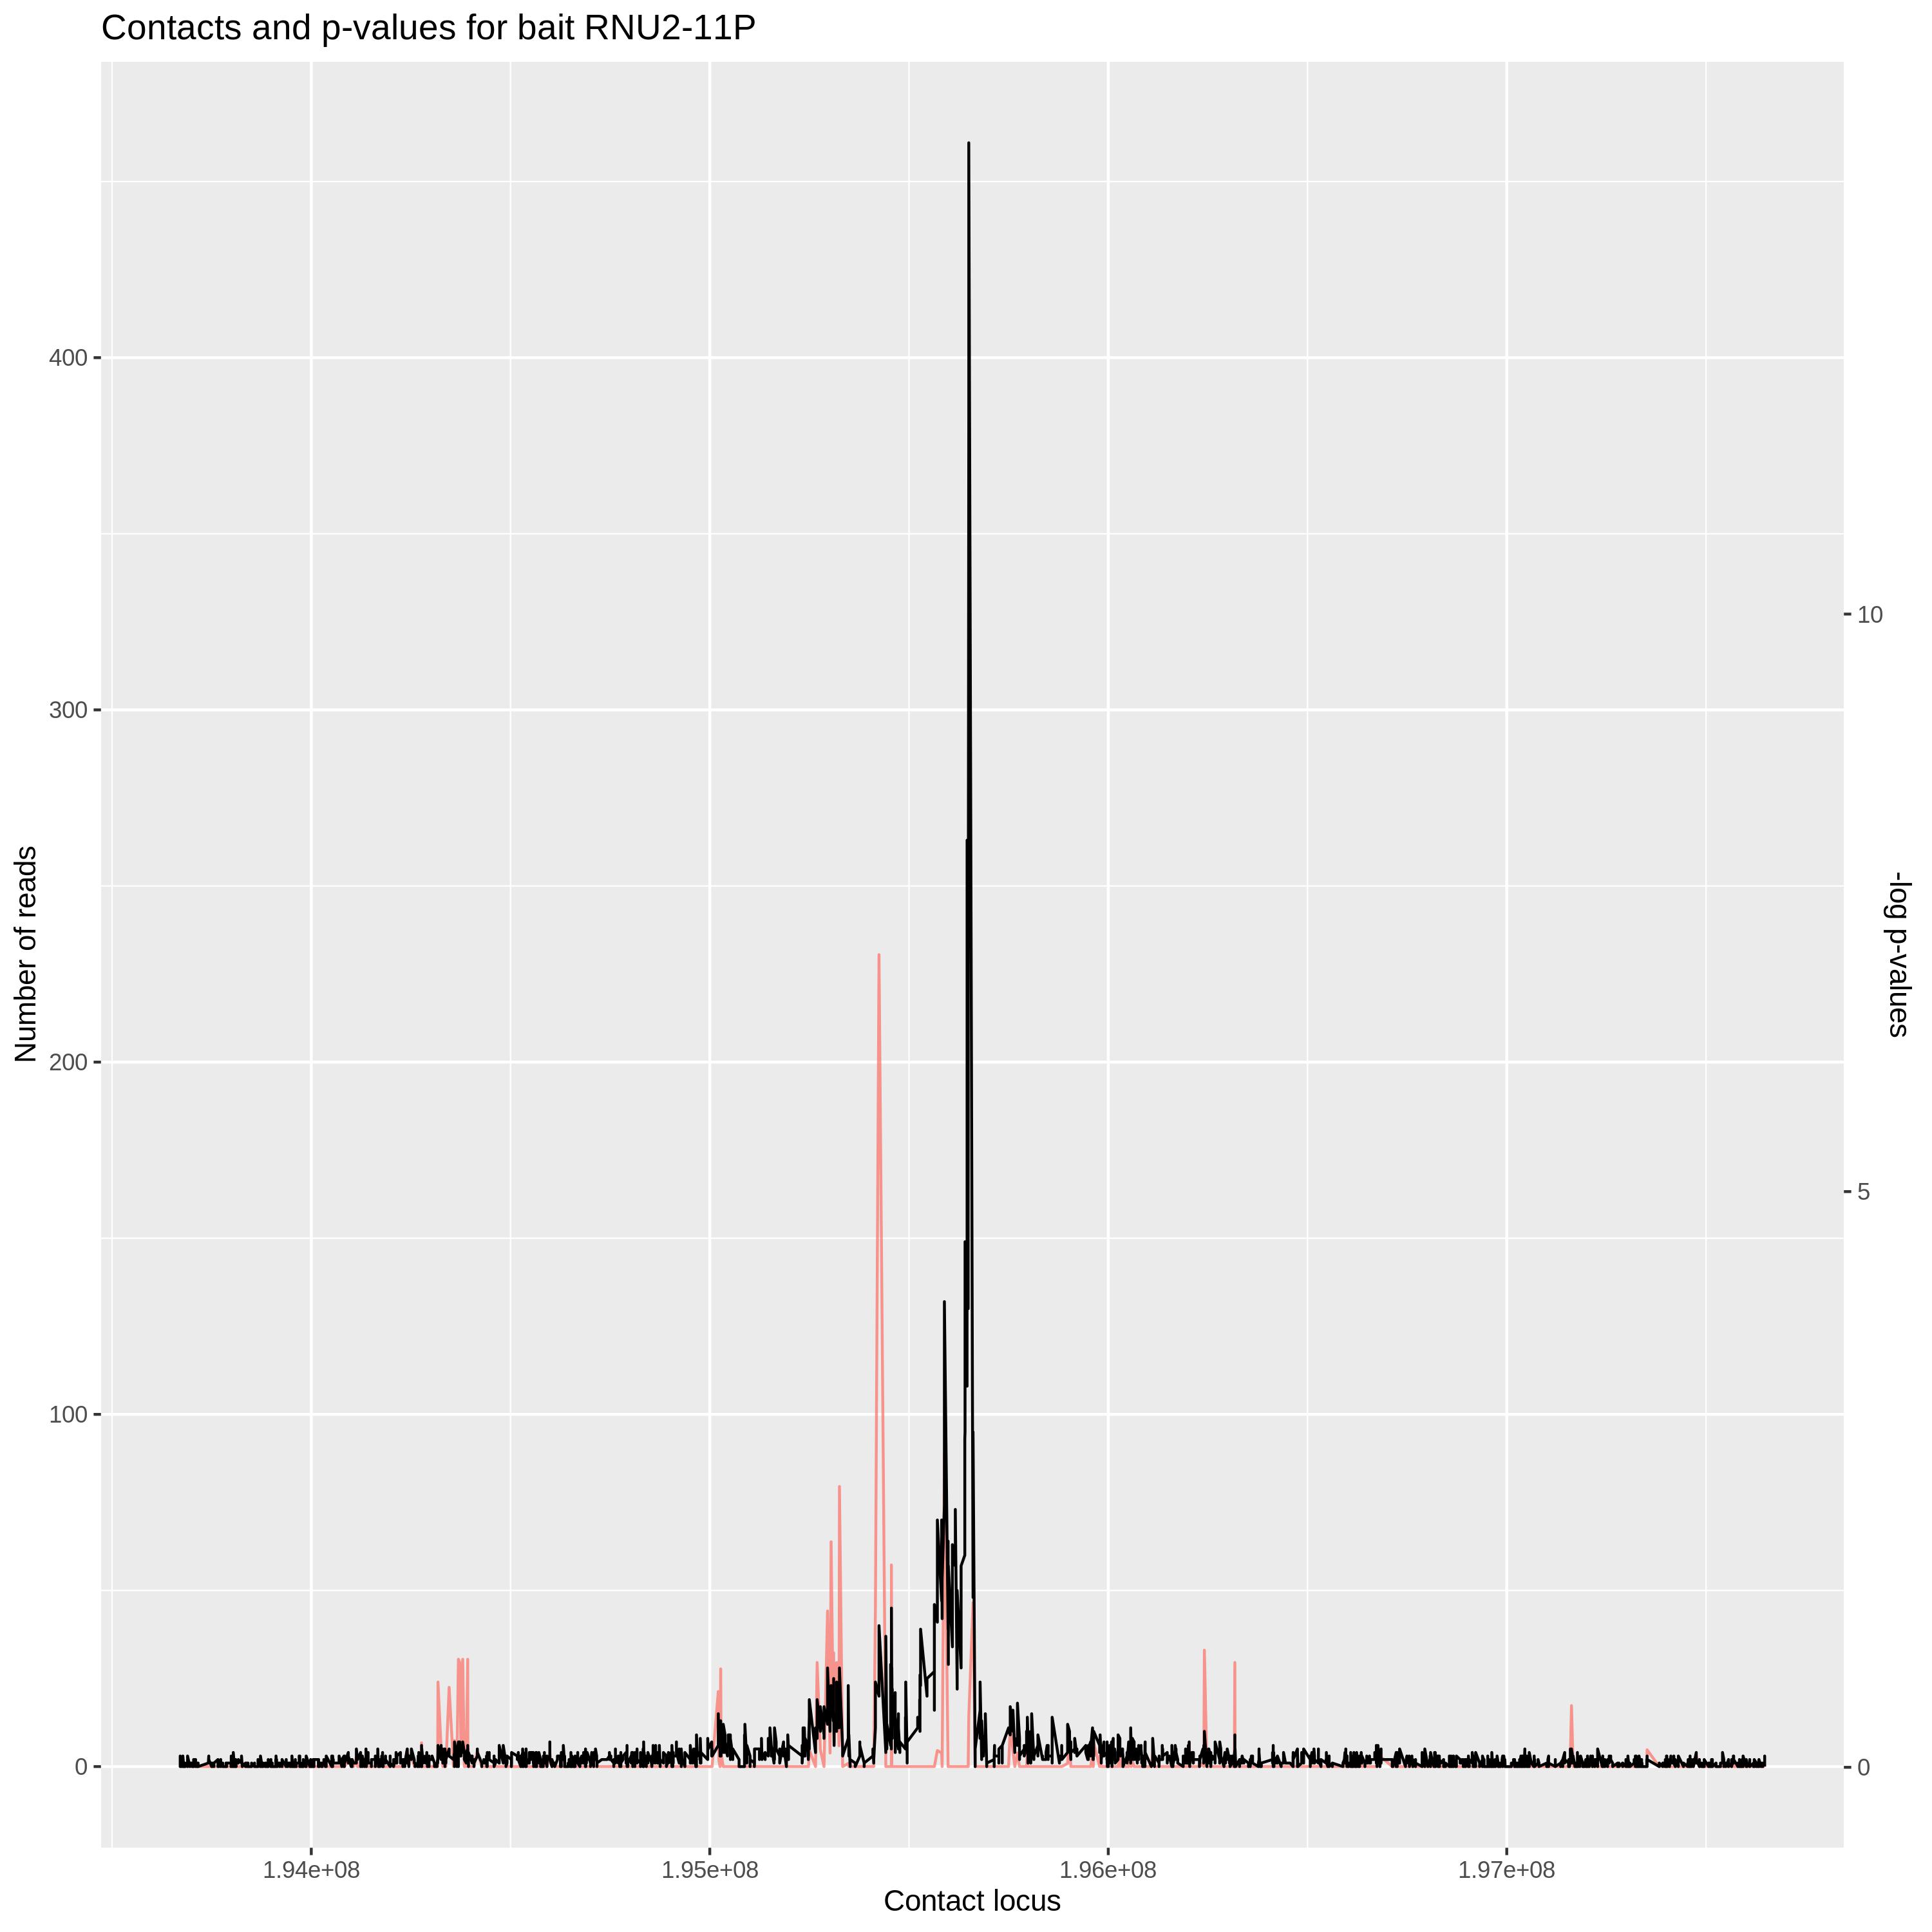 Contacts and p-values for bait RNU2-11P
400
300
200
100
0
Number of reads
10
5
0
-log p-values
1.94e+08
1.95e+08
1.96e+08
1.97e+08
Contact locus